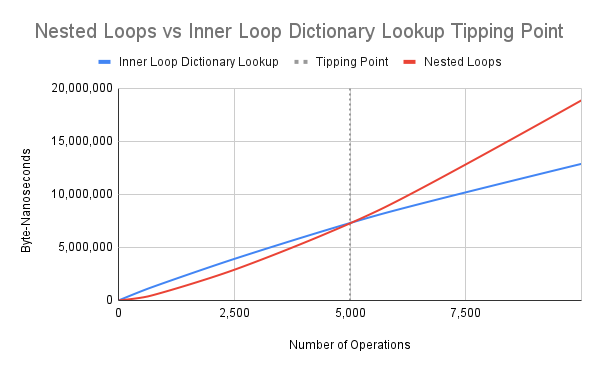 Nested Loops vs Inner Loop Dictionary Lookup Tipping Point
Inner Loop Dictionary Lookup Tipping Point Nested Loops
20,000,000
15,000,000
10,000,000
5,000,000
0
Byte-Nanoseconds
0 2,500 5,000 7,500
Number of Operations